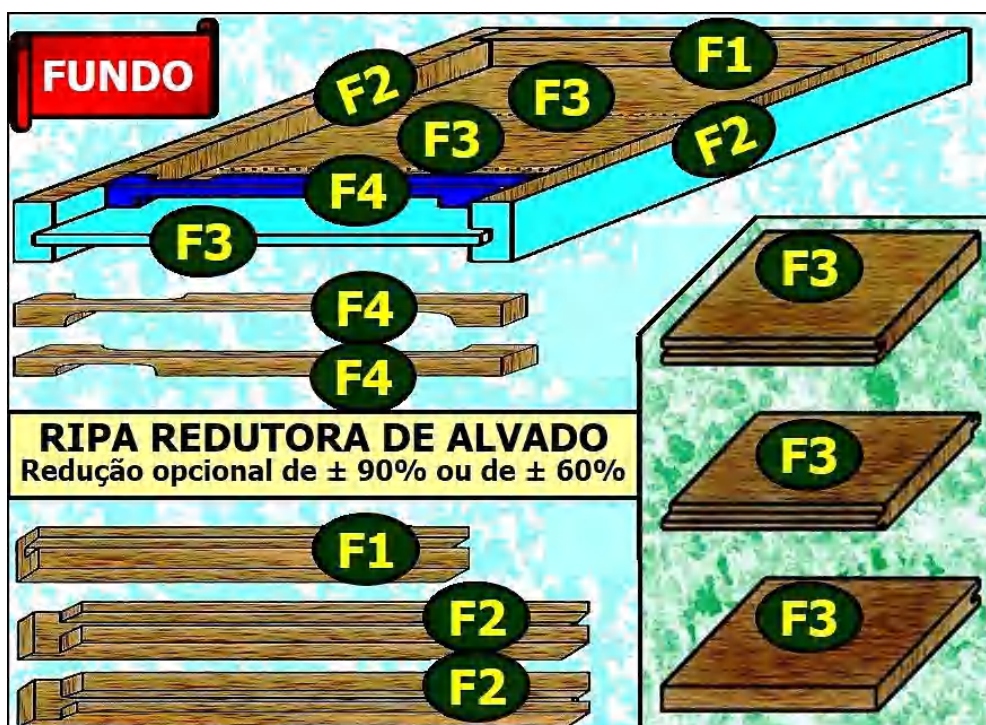 FUNDO
F2
F1
F3
F3
F2
F4
F3
F4
F4
RIPA REDUTORA DE ALVADO
Redução opcional de ± 90% ou de ± 60%
F1
F2
F2
F3
F3
F3